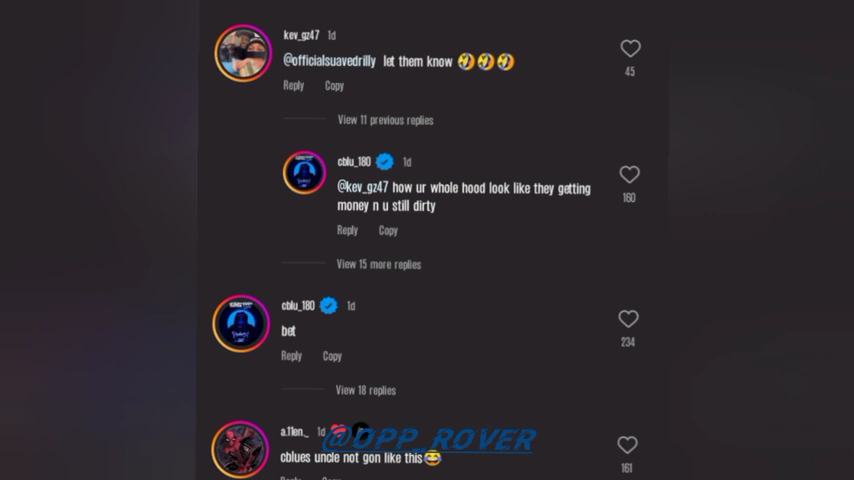 kev_gz47 1d
@officialsuavedrilly let them know 🤣🤣🤣
45
Reply Copy
View 11 previous replies
cblu_180 1d
@kev_gz47 how ur whole hood look like they getting
160
money n u still dirty
Reply Copy
View 15 more replies
cblu_180 1d
bet
234
Reply Copy
View 18 replies
a.11en._ 1d
@OPP_ROVER
cblues uncle not gon like this😂
161